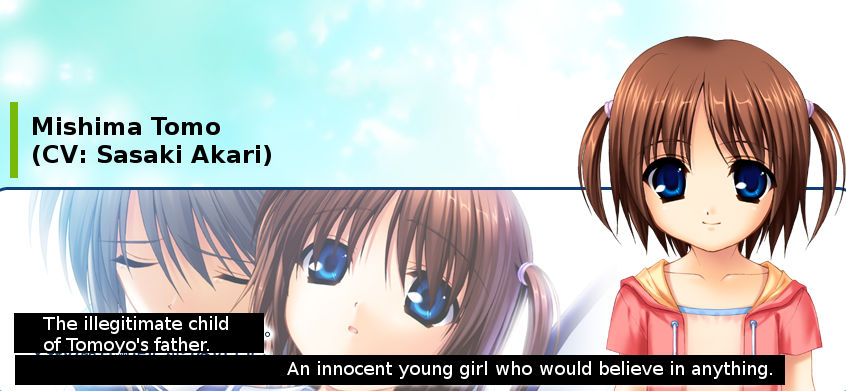 Mishima Tomo
(CV: Sasaki Akari)
The illegitimate child
of Tomoyo's father.
An innocent young girl who would believe in anything.